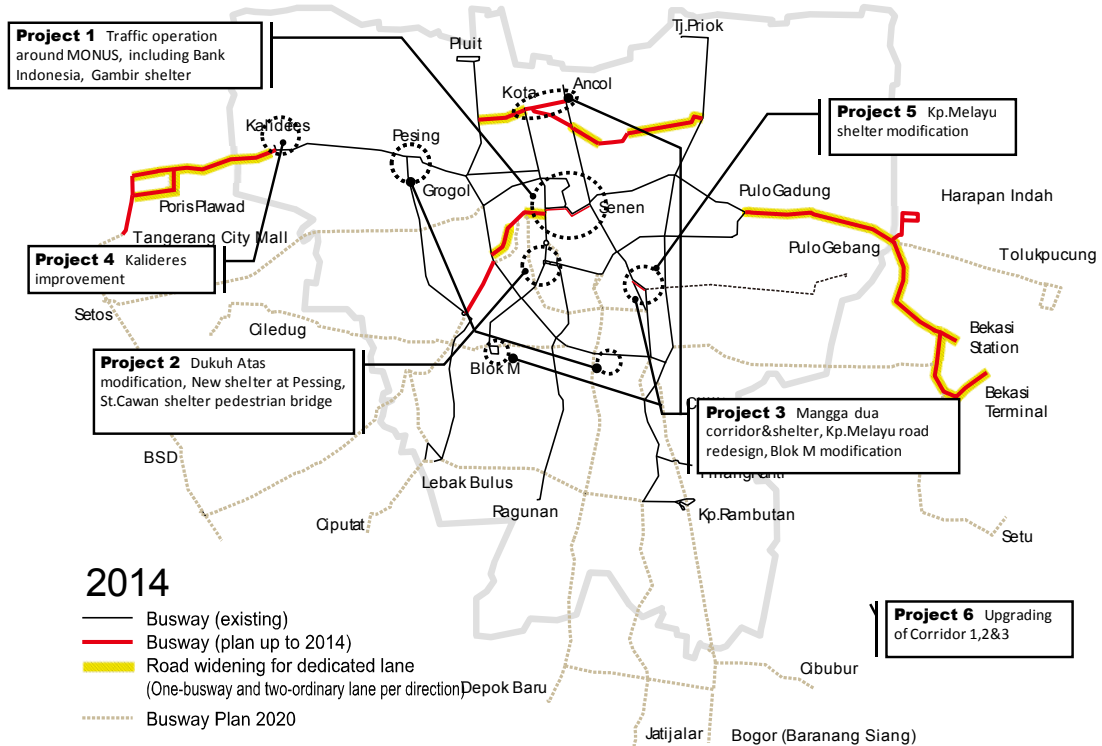 Project 1 Traffic operation
around MONUS, including Bank
Indonesia, Gambir shelter
Pluit
Tj.Priok
Kota
Ancol
Project 5 Kp.Melayu
shelter modification
Kalideres
Pesing
Grogol
Senen
PuloGadung
Harapan Indah
PorisPlawad
Tangerang City Mall
PuloGebang
Tolukpucung
Project 4 Kalideres
improvement
Setos
Ciledug
Bekasi
Station
Project 2 Dukuh Atas
modification, New shelter at Pessing,
St.Cawan shelter pedestrian bridge
Blok M
Bekasi
Terminal
Project 3 Mangga dua
corridor&shelter, Kp.Melayu road
redesign, Blok M modification
BSD
Lebak Bulus
Ragunan
Kp.Rambutan
Ciputat
Setu
2014
Busway (existing)
Busway (plan up to 2014)
Road widening for dedicated lane
(One-busway and two-ordinary lane per direction)
Busway Plan 2020
Project 6 Upgrading
of Corridor 1,2&3
Cibubur
Depok Baru
Jatijalar
Bogor (Baranang Siang)